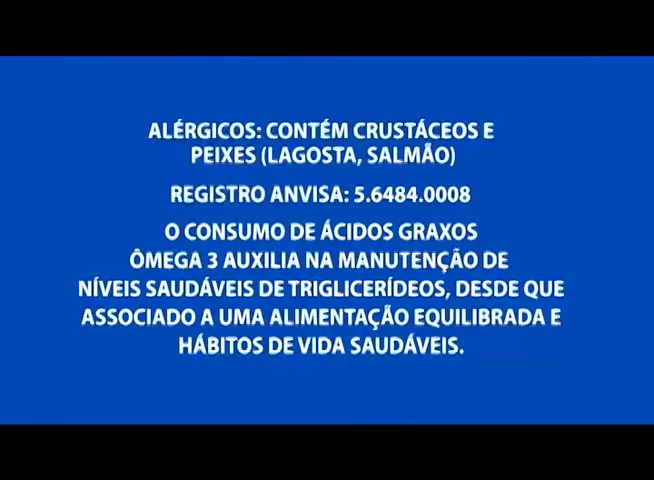 ALÉRGICOS: CONTÉM CRUSTÁCEOS E
PEIXES (LAGOSTA, SALMÃO)
REGISTRO ANVISA: 5.6484.0008
O CONSUMO DE ÁCIDOS GRAXOS
ÔMEGA 3 AUXILIA NA MANUTENÇÃO DE
NÍVEIS SAUDÁVEIS DE TRIGLICERÍDEOS, DESDE QUE
ASSOCIADO A UMA ALIMENTAÇÃO EQUILIBRADA E
HÁBITOS DE VIDA SAUDÁVEIS.